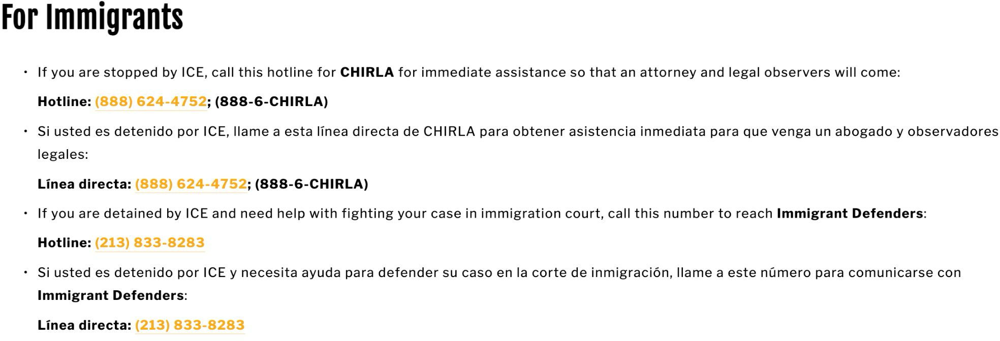 For Immigrants
• If you are stopped by ICE, call this hotline for CHIRLA for immediate assistance so that an attorney and legal observers will come:
Hotline: (888) 624-4752; (888-6-CHIRLA)
• Si usted es detenido por ICE, llame a esta línea directa de CHIRLA para obtener asistencia inmediata para que venga un abogado y observadores
legales:
Línea directa: (888) 624-4752; (888-6-CHIRLA)
• If you are detained by ICE and need help with fighting your case in immigration court, call this number to reach Immigrant Defenders:
Hotline: (213) 833-8283
• Si usted es detenido por ICE y necesita ayuda para defender su caso en la corte de inmigración, llame a este número para comunicarse con
Immigrant Defenders:
Línea directa: (213) 833-8283